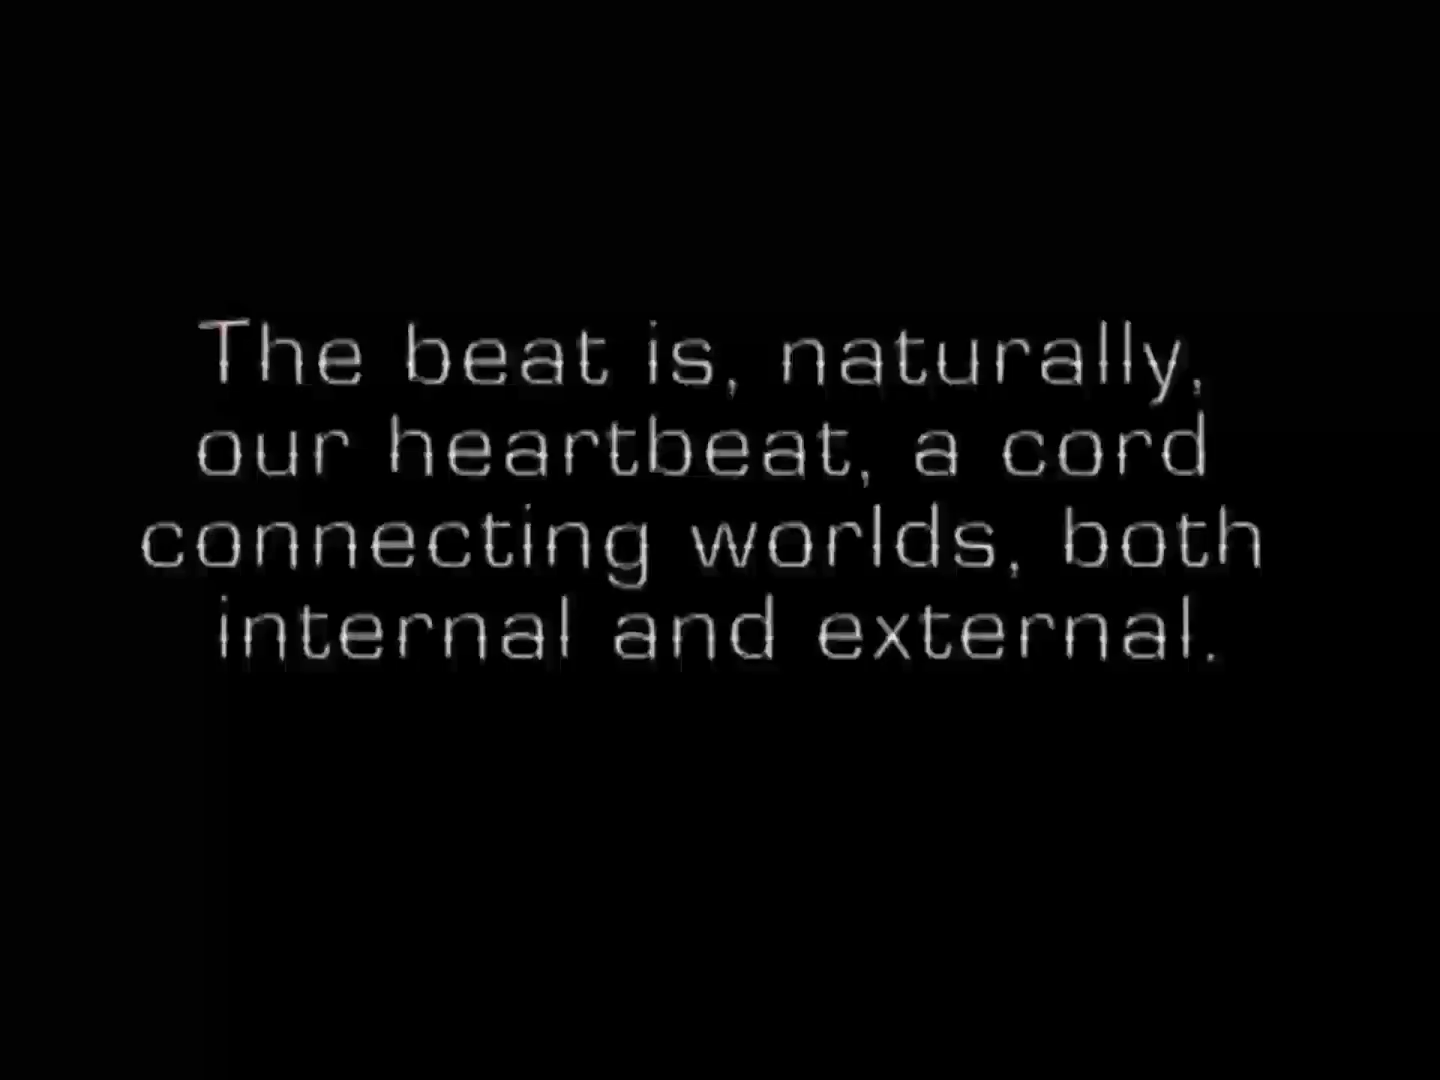 The beat is, naturally,
our heartbeat, a cord
connecting worlds, both
internal and external.